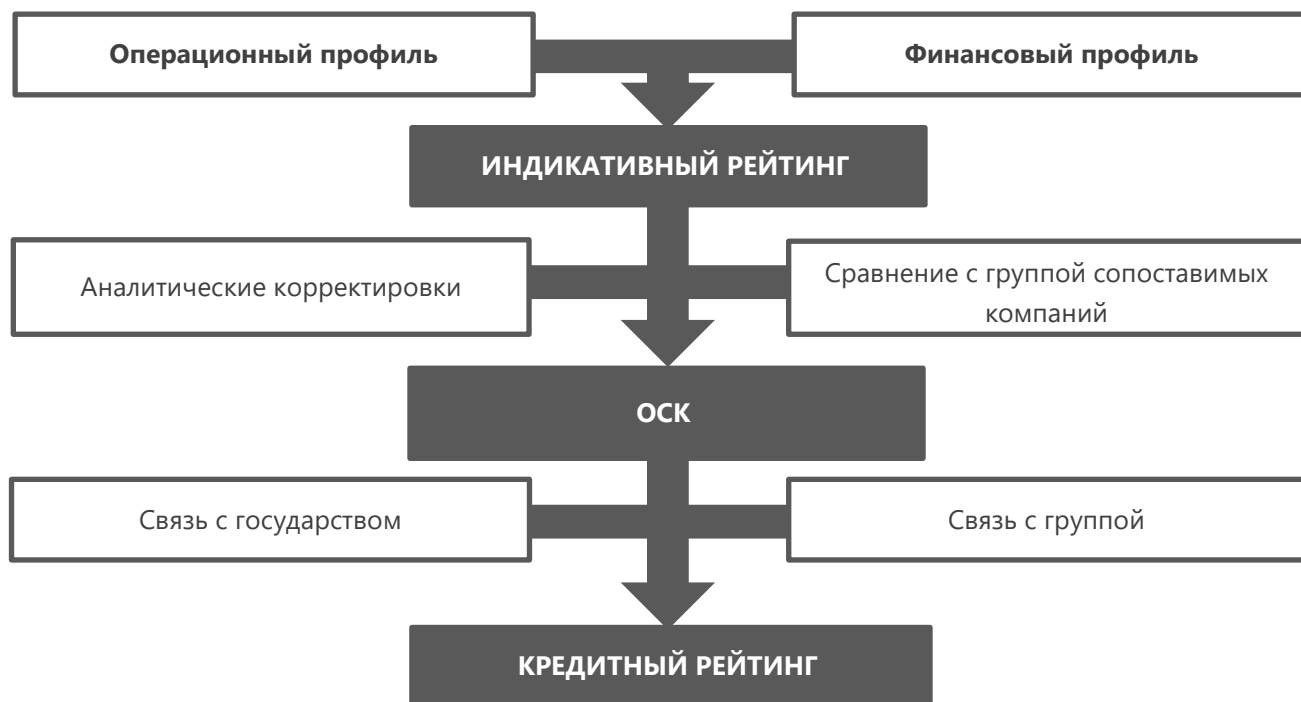 Операционный профиль
Финансовый профиль
ИНДИКАТИВНЫЙ РЕЙТИНГ
Аналитические корректировки
Сравнение с группой сопоставимых
компаний
ОСК
Связь с государством
Связь с группой
КРЕДИТНЫЙ РЕЙТИНГ